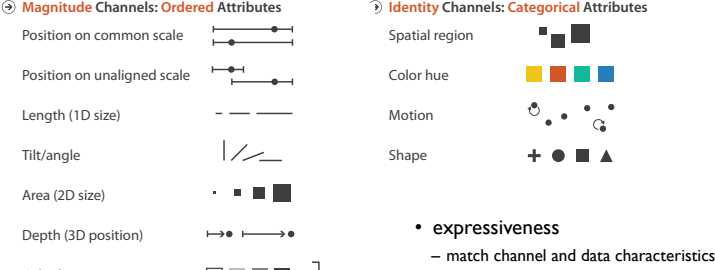 Magnitude Channels: Ordered Attributes
Position on common scale
Position on unaligned scale
Length (1D size)
Tilt/angle
Area (2D size)
Depth (3D position)
Identity Channels: Categorical Attributes
Spatial region
Color hue
Motion
Shape
• expressiveness
– match channel and data characteristics